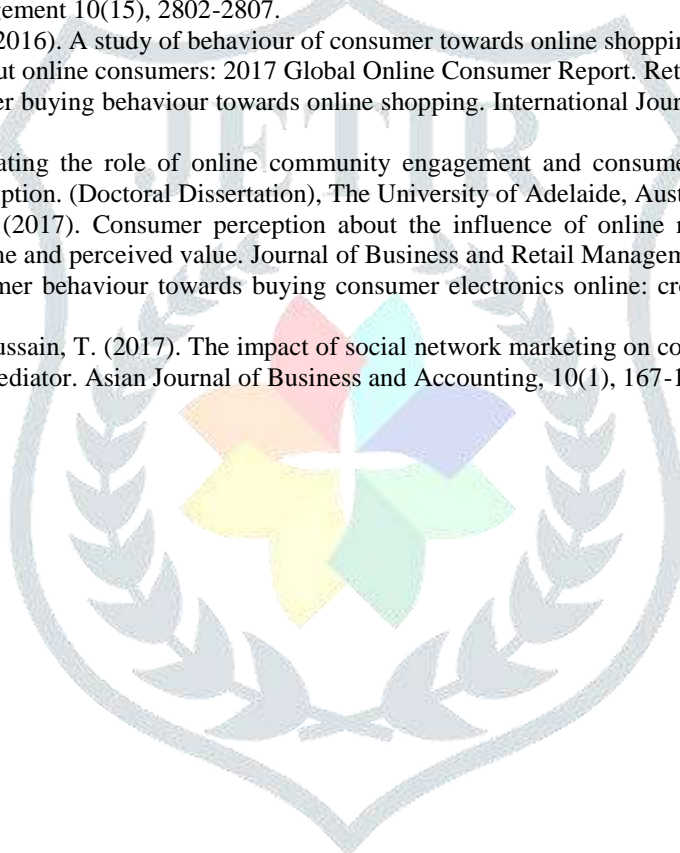 gement 10(15), 2802-2807.
2016). A study of behaviour of consumer towards online shoppin
ut online consumers: 2017 Global Online Consumer Report. Ret
er buying behaviour towards online shopping. International Jour
JETIR
ating the role of online community engagement and consume
ption. (Doctoral Dissertation), The University of Adelaide, Aust
(2017). Consumer perception about the influence of online r
ne and perceived value. Journal of Business and Retail Managem
mer behaviour towards buying consumer electronics online: cro
ussain, T. (2017). The impact of social network marketing on co
ediator. Asian Journal of Business and Accounting, 10(1), 167-1